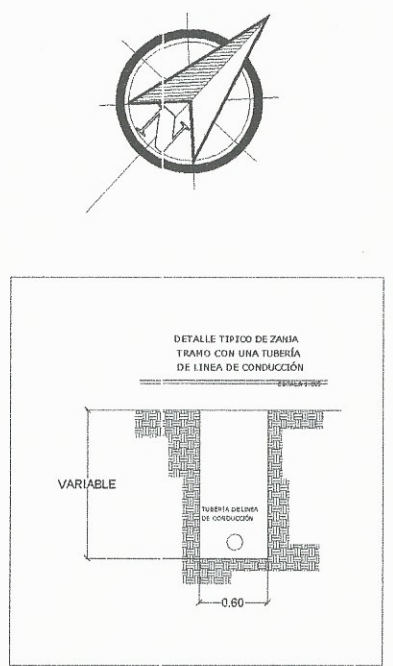 N
DETALLE TIPICO DE ZANJA
TRAMO CON UNA TUBERÍA
DE LINEA DE CONDUCCIÓN
VARIABLE
TUBERÍA DE LINEA
DE CONDUCCIÓN
0.60